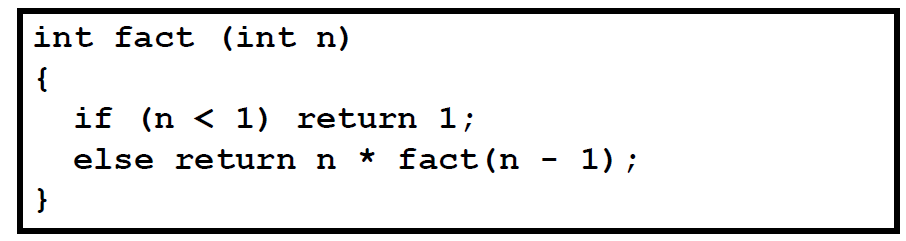 int fact (int n)
{
  if (n < 1) return 1;
  else return n * fact(n - 1);
}